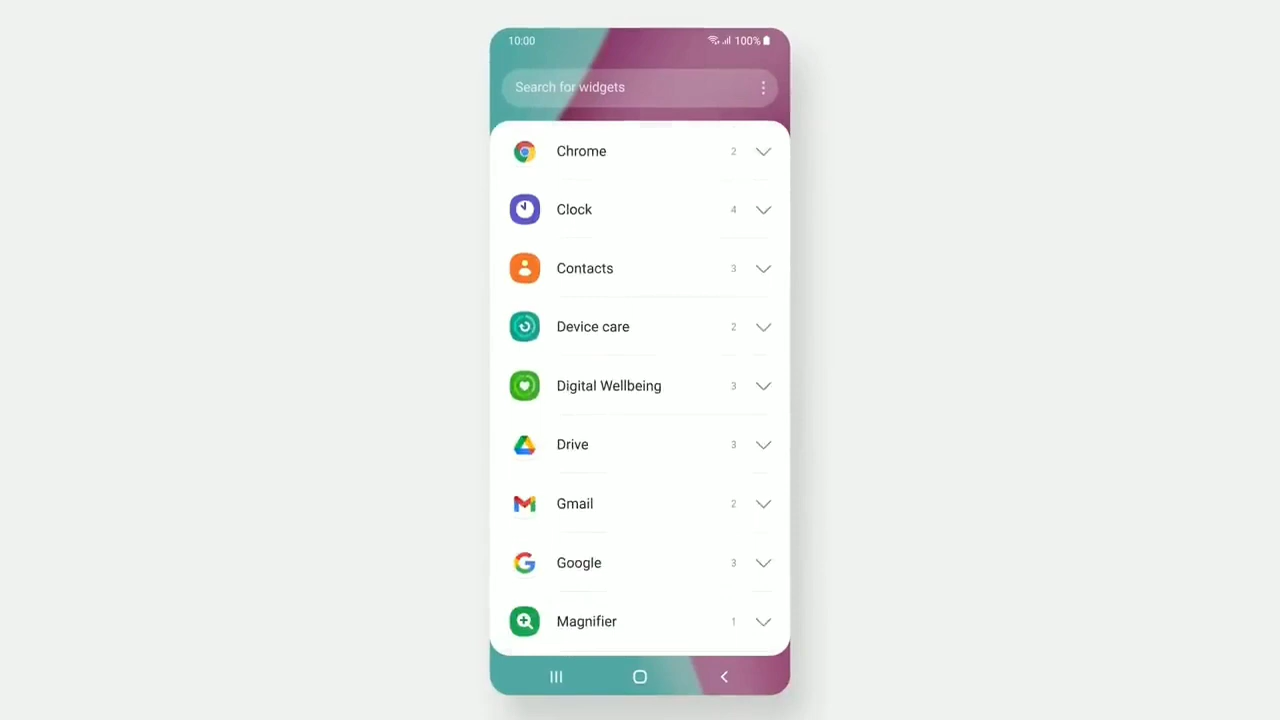 10:00 100%
Search for widgets
Chrome 2
Clock 4
Contacts 3
Device care 2
Digital Wellbeing 3
Drive 3
Gmail 2
Google 3
Magnifier 1